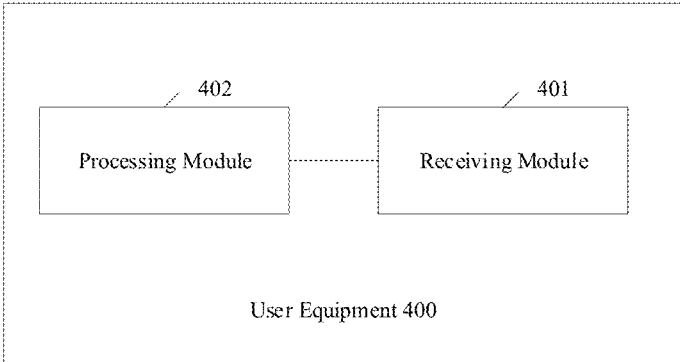 402
401
Processing Module
Receiving Module
User Equipment 400